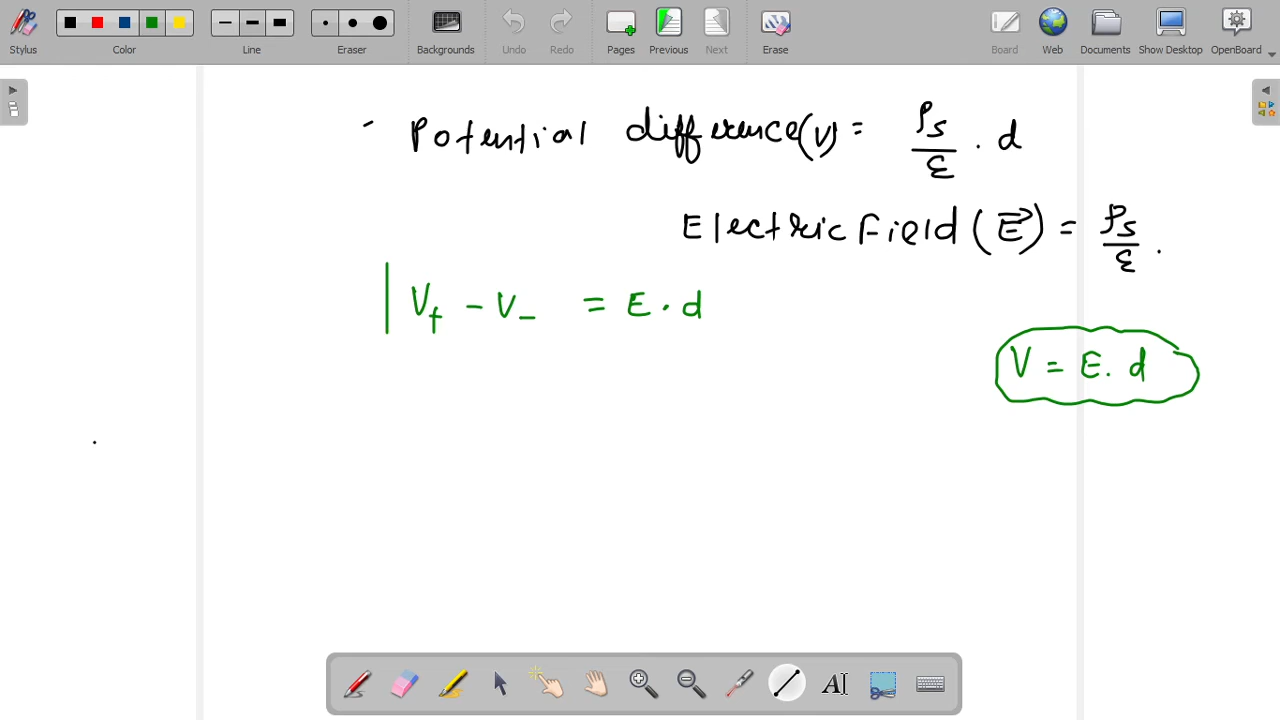 Stylus Color Line Eraser Backgrounds Undo Redo Pages Previous Next Erase Board Web Documents Show Desktop OpenBoard
- Potential difference(V) = ρs/ε . d
Electric Field (E⃗) = ρs/ε .
| V+ - V- = E . d
V = E . d
AI